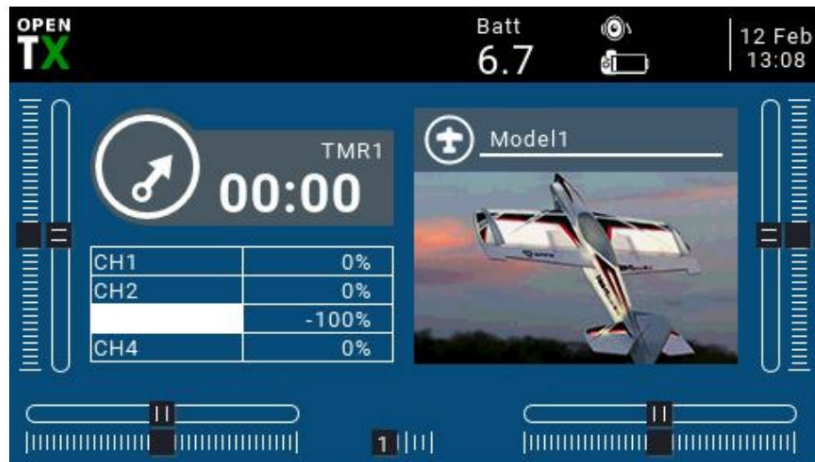 OPEN
TX
Batt
6.7
12 Feb
13:08
TMR1
00:00
Model1
CH1 0%
CH2 0%
-100%
CH4 0%
1